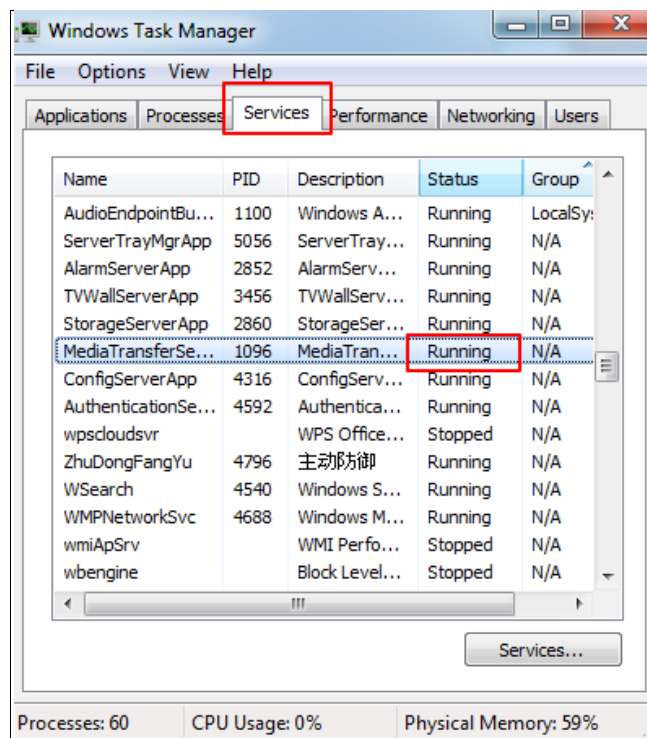 Windows Task Manager
File Options View Help
Applications Processes Services Performance Networking Users
Name PID Description Status Group
AudioEndpointBu... 1100 Windows A... Running LocalSy
ServerTrayMgrApp 5056 ServerTray... Running N/A
AlarmServerApp 2852 AlarmServ... Running N/A
TVWallServerApp 3456 TVWallServ... Running N/A
StorageServerApp 2860 StorageSer... Running N/A
MediaTransferSe... 1096 MediaTran... Running N/A
ConfigServerApp 4316 ConfigServ... Running N/A
AuthenticationSe... 4592 Authentica... Running N/A
wpscloudsvr WPS Office... Stopped N/A
ZhuDongFangYu 4796 主动防御 Running N/A
WSearch 4540 Windows S... Running N/A
WMPNetworkSvc 4688 Windows M... Running N/A
wmiApSrv WMI Perfo... Stopped N/A
wbengine Block Level... Stopped N/A
Services...
Processes: 60 CPU Usage: 0% Physical Memory: 59%